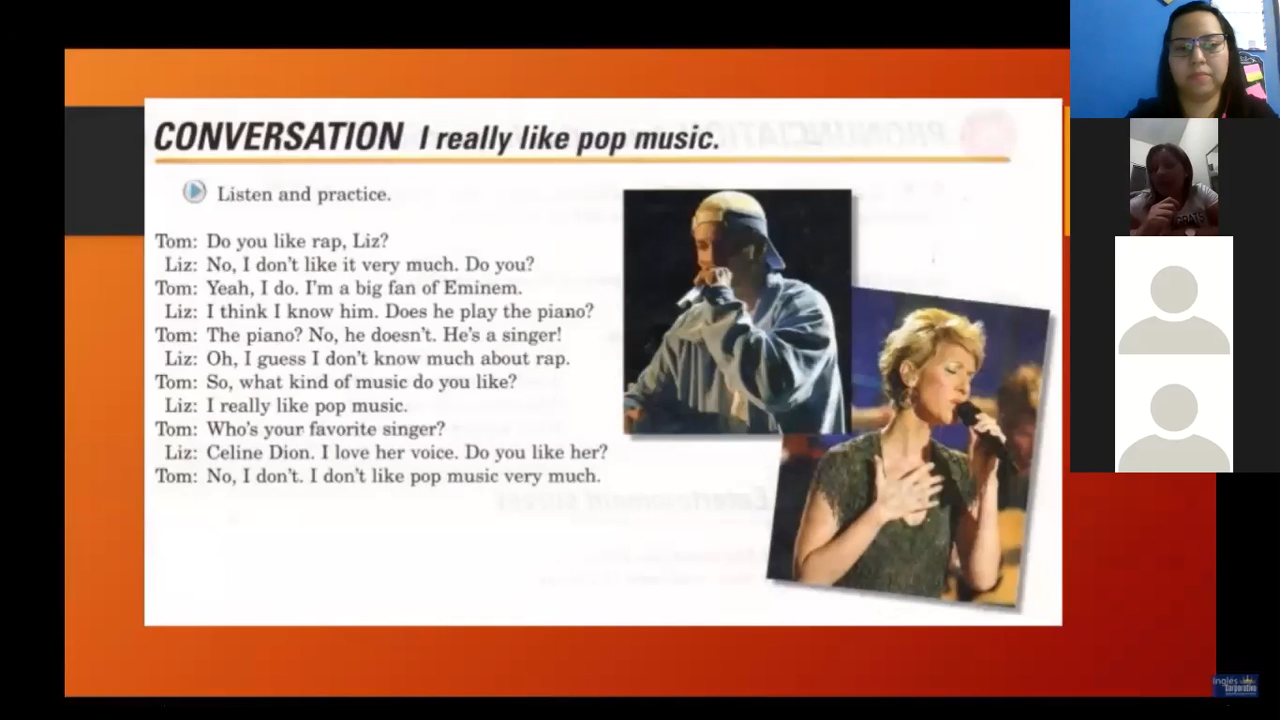 CONVERSATION I really like pop music.
Listen and practice.
Tom: Do you like rap, Liz?
Liz: No, I don't like it very much. Do you?
Tom: Yeah, I do. I'm a big fan of Eminem.
Liz: I think I know him. Does he play the piano?
Tom: The piano? No, he doesn't. He's a singer!
Liz: Oh, I guess I don't know much about rap.
Tom: So, what kind of music do you like?
Liz: I really like pop music.
Tom: Who's your favorite singer?
Liz: Celine Dion. I love her voice. Do you like her?
Tom: No, I don't. I don't like pop music very much.
Inglés
Corporativo